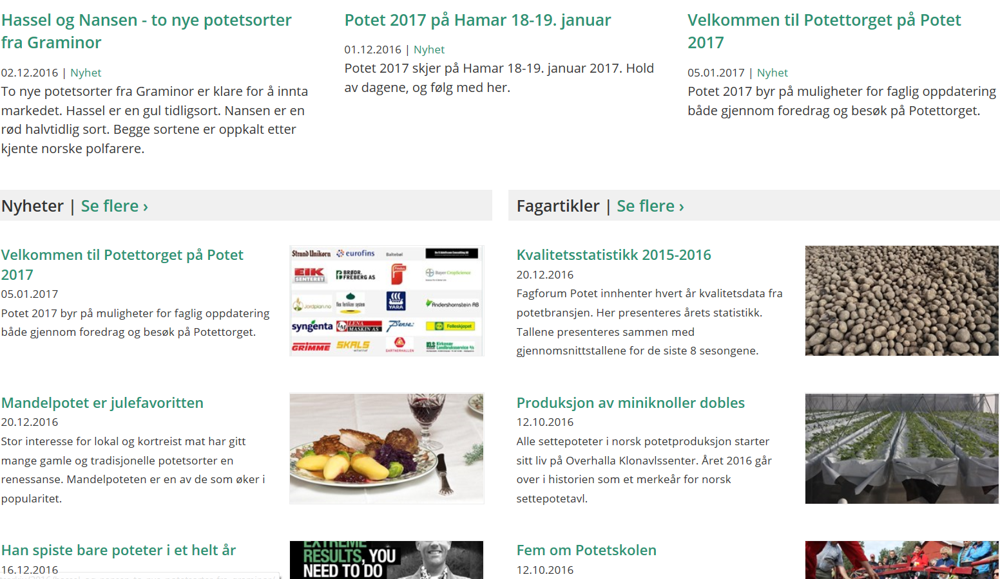 Hassel og Nansen - to nye potetsorter
fra Graminor
02.12.2016 | Nyhet
To nye potetsorter fra Graminor er klare for å innta
markedet. Hassel er en gul tidligsort. Nansen er en
rød halvtidlig sort. Begge sortene er oppkalt etter
kjente norske polfarere.
Potet 2017 på Hamar 18-19. januar
01.12.2016 | Nyhet
Potet 2017 skjer på Hamar 18-19. januar 2017. Hold
av dagene, og følg med her.
Velkommen til Potettorget på Potet
2017
05.01.2017 | Nyhet
Potet 2017 byr på muligheter for faglig oppdatering
både gjennom foredrag og besøk på Potettorget.
Nyheter | Se flere ›
Velkommen til Potettorget på Potet
2017
05.01.2017
Potet 2017 byr på muligheter for faglig oppdatering
både gjennom foredrag og besøk på Potettorget.
Strand Unikorn eurofins Baltebøl
EIK SENTERET BRØDR. FREBERG AS Bayer CropScience
Jordplan.no Flex fertilizer system YARA Andershornstein AB
syngenta LENA MASKIN AS Felleskjøpet
GRIMME SKALS GARTNERHALLEN Landbruksservice
Mandelpotet er julefavoritten
20.12.2016
Stor interesse for lokal og kortreist mat har gitt
mange gamle og tradisjonelle potetsorter en
renessanse. Mandelpoteten er en av de som øker i
popularitet.
Han spiste bare poteter i et helt år
16.12.2016
EXTREME
RESULTS, YOU
NEED TO DO
Fagartikler | Se flere ›
Kvalitetsstatistikk 2015-2016
20.12.2016
Fagforum Potet innhenter hvert år kvalitetsdata fra
potetbransjen. Her presenteres årets statistikk.
Tallene presenteres sammen med
gjennomsnittstallene for de siste 8 sesongene.
Produksjon av miniknoller dobles
12.10.2016
Alle settepoteter i norsk potetproduksjon starter
sitt liv på Overhalla Klonavlssenter. Året 2016 går
over i historien som et merkeår for norsk
settepotetavl.
Fem om Potetskolen
12.10.2016